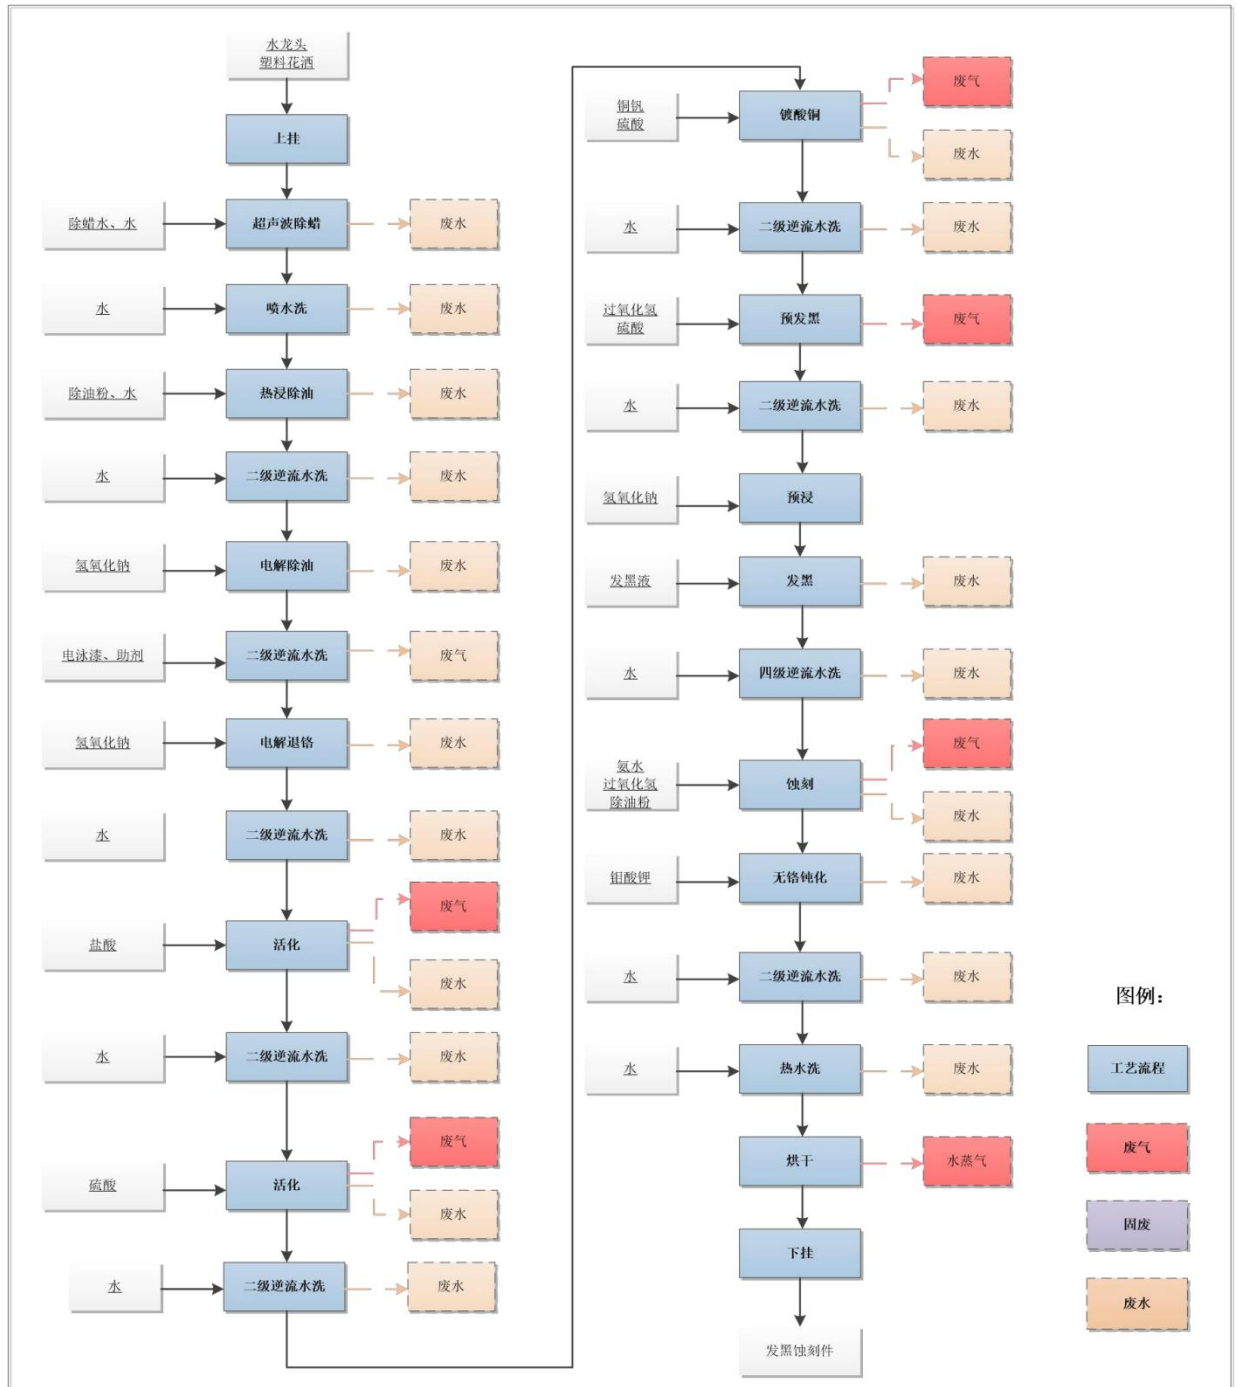 水龙头
塑料花洒
上挂
除蜡水、水
超声波除蜡
废水
水
喷水洗
废水
除油粉、水
热浸除油
废水
水
二级逆流水洗
废水
氢氧化钠
电解除油
废水
电泳漆、助剂
二级逆流水洗
废气
氢氧化钠
电解退铬
废水
水
二级逆流水洗
废水
废气
盐酸
活化
废水
水
二级逆流水洗
废水
废气
硫酸
活化
废水
水
二级逆流水洗
废水
废气
铜钒
硫酸
镀酸铜
废水
水
二级逆流水洗
废水
过氧化氢
硫酸
预发黑
废气
水
二级逆流水洗
废水
氢氧化钠
预浸
发黑液
发黑
废水
水
四级逆流水洗
废水
废气
氨水
过氧化氢
除油粉
蚀刻
废水
钼酸钾
无铬钝化
废水
水
二级逆流水洗
废水
水
热水洗
废水
烘干
水蒸气
下挂
发黑蚀刻件
图例：
工艺流程
废气
固废
废水